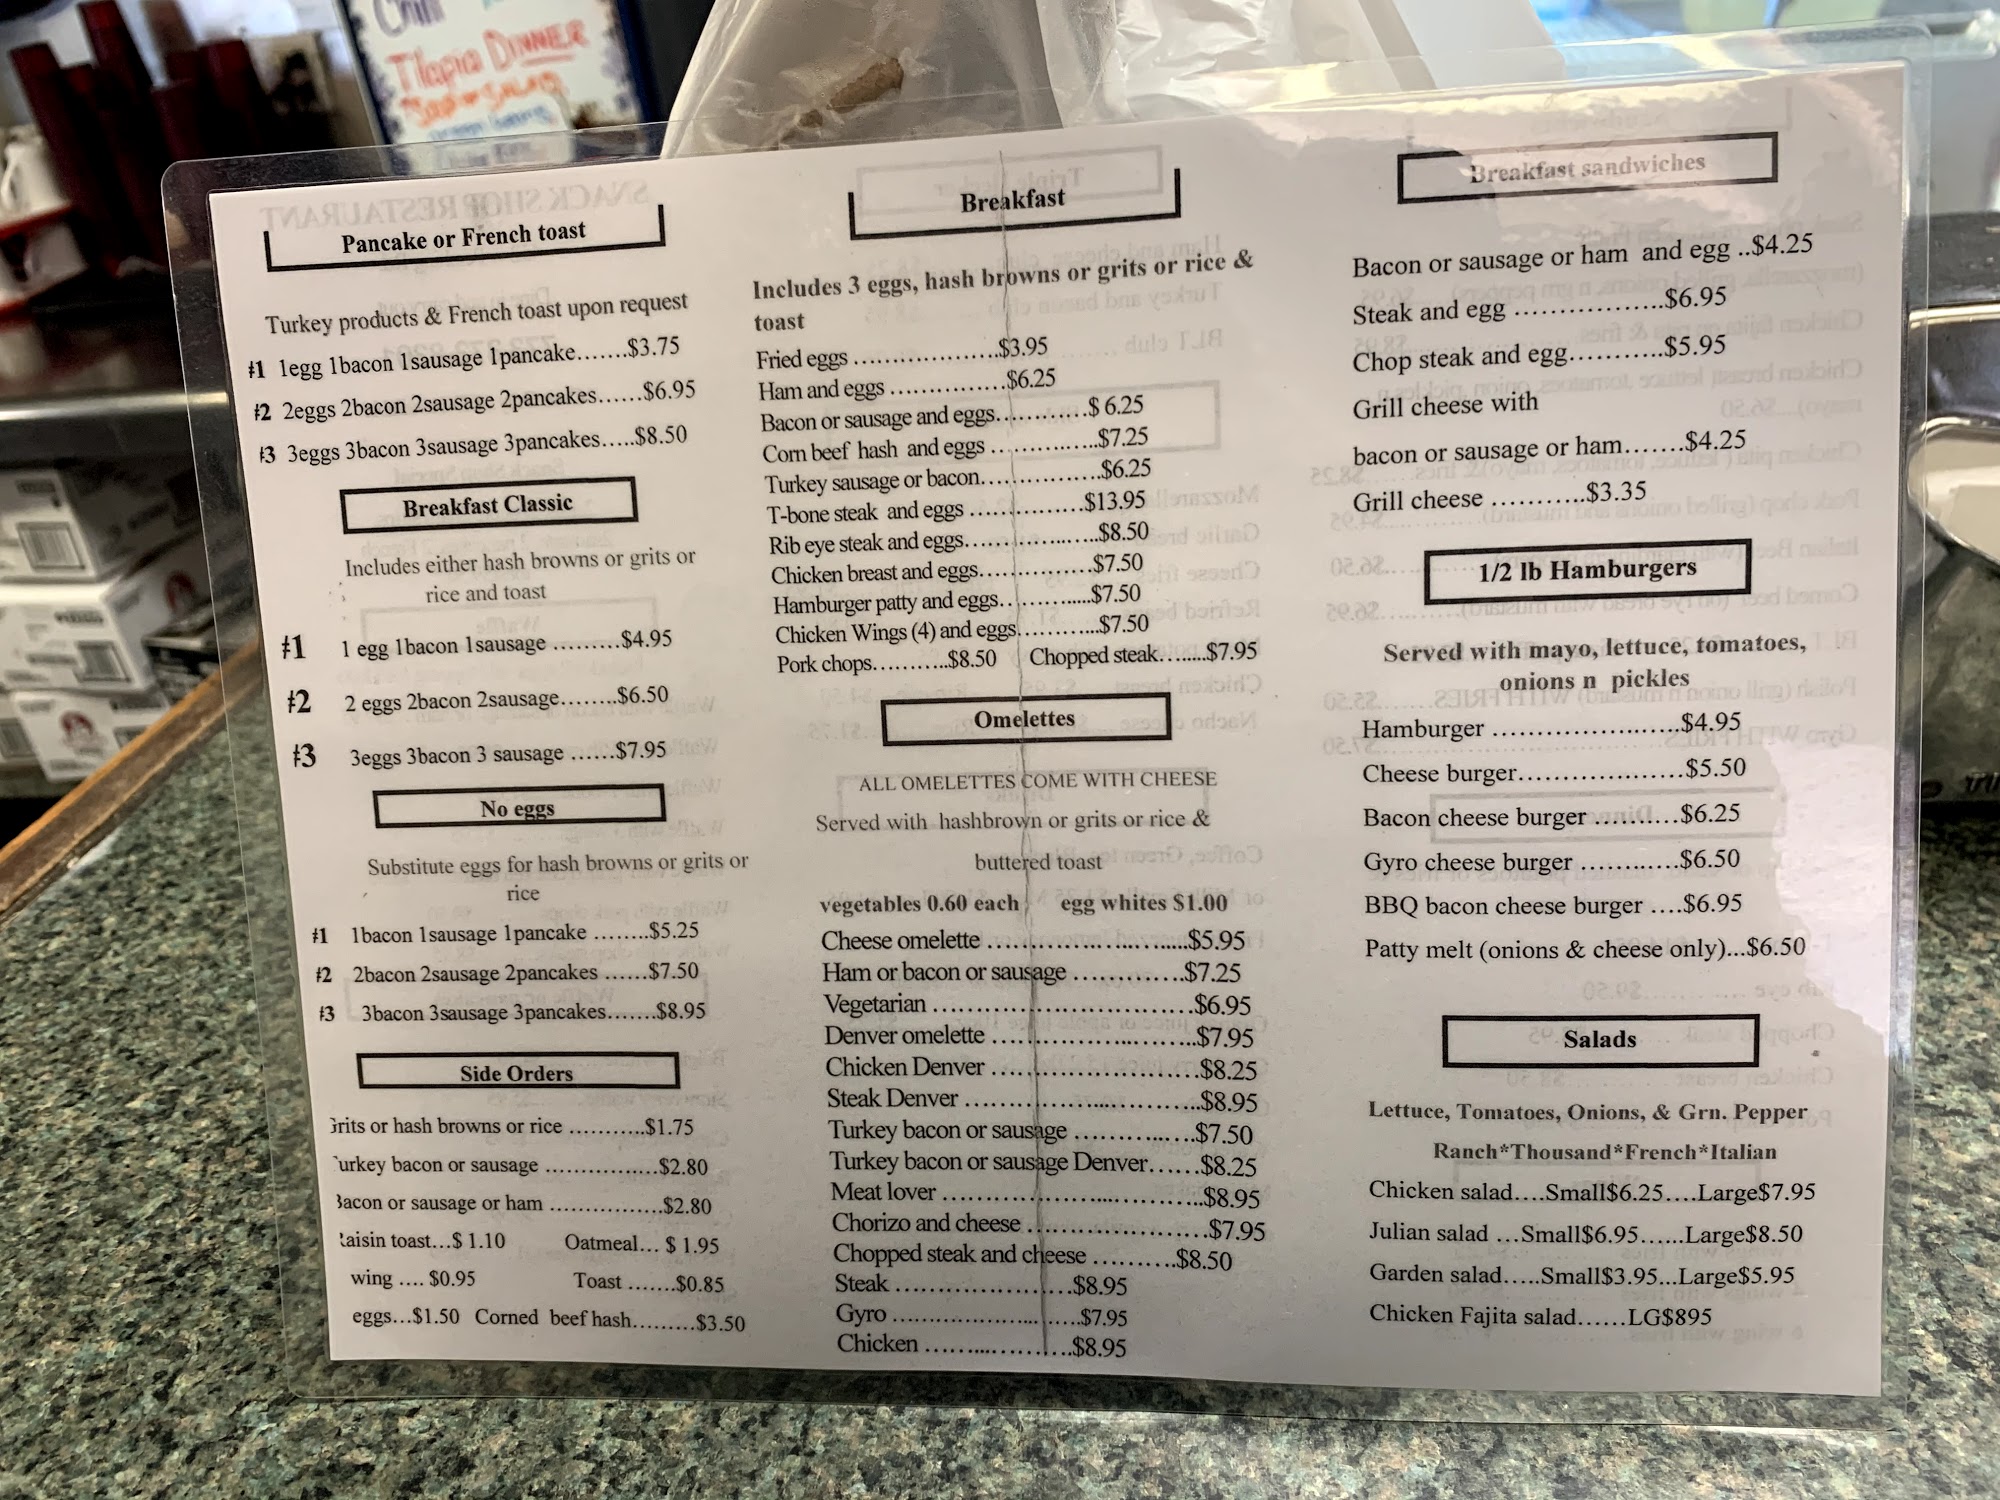 Chili
Tilapia DINNER
Soup or SALAD
SNACK SHOP RESTAURANT
Pancake or French toast
Turkey products & French toast upon request
#1 1egg 1bacon 1sausage 1pancake.......$3.75
#2 2eggs 2bacon 2sausage 2pancakes......$6.95
#3 3eggs 3bacon 3sausage 3pancakes.....$8.50
Breakfast Classic
Includes either hash browns or grits or
rice and toast
#1 1 egg 1bacon 1sausage .........$4.95
#2 2 eggs 2bacon 2sausage........$6.50
#3 3eggs 3bacon 3 sausage ......$7.95
No eggs
Substitute eggs for hash browns or grits or
rice
#1 1bacon 1sausage 1pancake ........$5.25
#2 2bacon 2sausage 2pancakes ......$7.50
#3 3bacon 3sausage 3pancakes.......$8.95
Side Orders
Grits or hash browns or rice ...........$1.75
Turkey bacon or sausage ................$2.80
Bacon or sausage or ham ................$2.80
Raisin toast...$ 1.10 Oatmeal... $ 1.95
wing .... $0.95 Toast .......$0.85
eggs...$1.50 Corned beef hash.........$3.50
Breakfast
Includes 3 eggs, hash browns or grits or rice &
toast
Fried eggs .....................$3.95
Ham and eggs .................$6.25
Bacon or sausage and eggs.............$ 6.25
Corn beef hash and eggs ................$7.25
Turkey sausage or bacon.................$6.25
T-bone steak and eggs .................$13.95
Rib eye steak and eggs....................$8.50
Chicken breast and eggs.................$7.50
Hamburger patty and eggs..............$7.50
Chicken Wings (4) and eggs............$7.50
Pork chops...........$8.50 Chopped steak........$7.95
Omelettes
ALL OMELETTES COME WITH CHEESE
Served with hashbrown or grits or rice &
buttered toast
vegetables 0.60 each egg whites $1.00
Cheese omelette .............................$5.95
Ham or bacon or sausage ................$7.25
Vegetarian ......................................$6.95
Denver omelette ..............................$7.95
Chicken Denver ..............................$8.25
Steak Denver ..................................$8.95
Turkey bacon or sausage .................$7.50
Turkey bacon or sausage Denver......$8.25
Meat lover .....................................$8.95
Chorizo and cheese ..........................$7.95
Chopped steak and cheese ..........$8.50
Steak .........................$8.95
Gyro .............................$7.95
Chicken .....................$8.95
Breakfast sandwiches
Bacon or sausage or ham and egg ..$4.25
Steak and egg ..................$6.95
Chop steak and egg...........$5.95
Grill cheese with
bacon or sausage or ham.......$4.25
Grill cheese ...........$3.35
1/2 lb Hamburgers
Served with mayo, lettuce, tomatoes,
onions n pickles
Hamburger ......................$4.95
Cheese burger....................$5.50
Bacon cheese burger ..........$6.25
Gyro cheese burger ............$6.50
BBQ bacon cheese burger ....$6.95
Patty melt (onions & cheese only)...$6.50
Salads
Lettuce, Tomatoes, Onions, & Grn. Pepper
Ranch*Thousand*French*Italian
Chicken salad....Small$6.25....Large$7.95
Julian salad ...Small$6.95......Large$8.50
Garden salad.....Small$3.95...Large$5.95
Chicken Fajita salad......LG$895